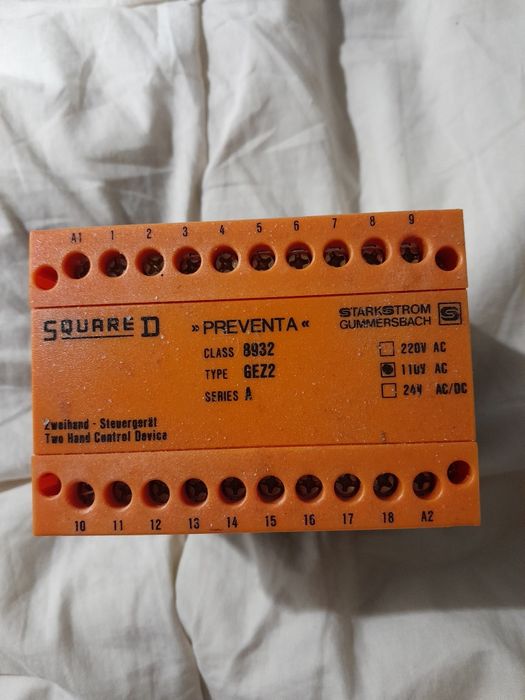 A1 1 2 3 4 5 6 7 8 9
SQUARE D
»PREVENTA«
STARKSTROM
GUMMERSBACH
S
CLASS 8932
TYPE GEZ2
SERIES A
220V AC
110V AC
24V AC/DC
Zweihand - Steuergerät
Two Hand Control Device
10 11 12 13 14 15 16 17 18 A2